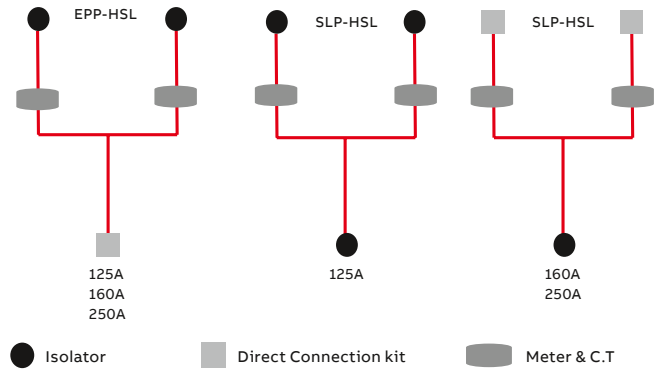 EPP-HSL
SLP-HSL
SLP-HSL
125A
160A
250A
125A
160A
250A
Isolator
Direct Connection kit
Meter & C.T